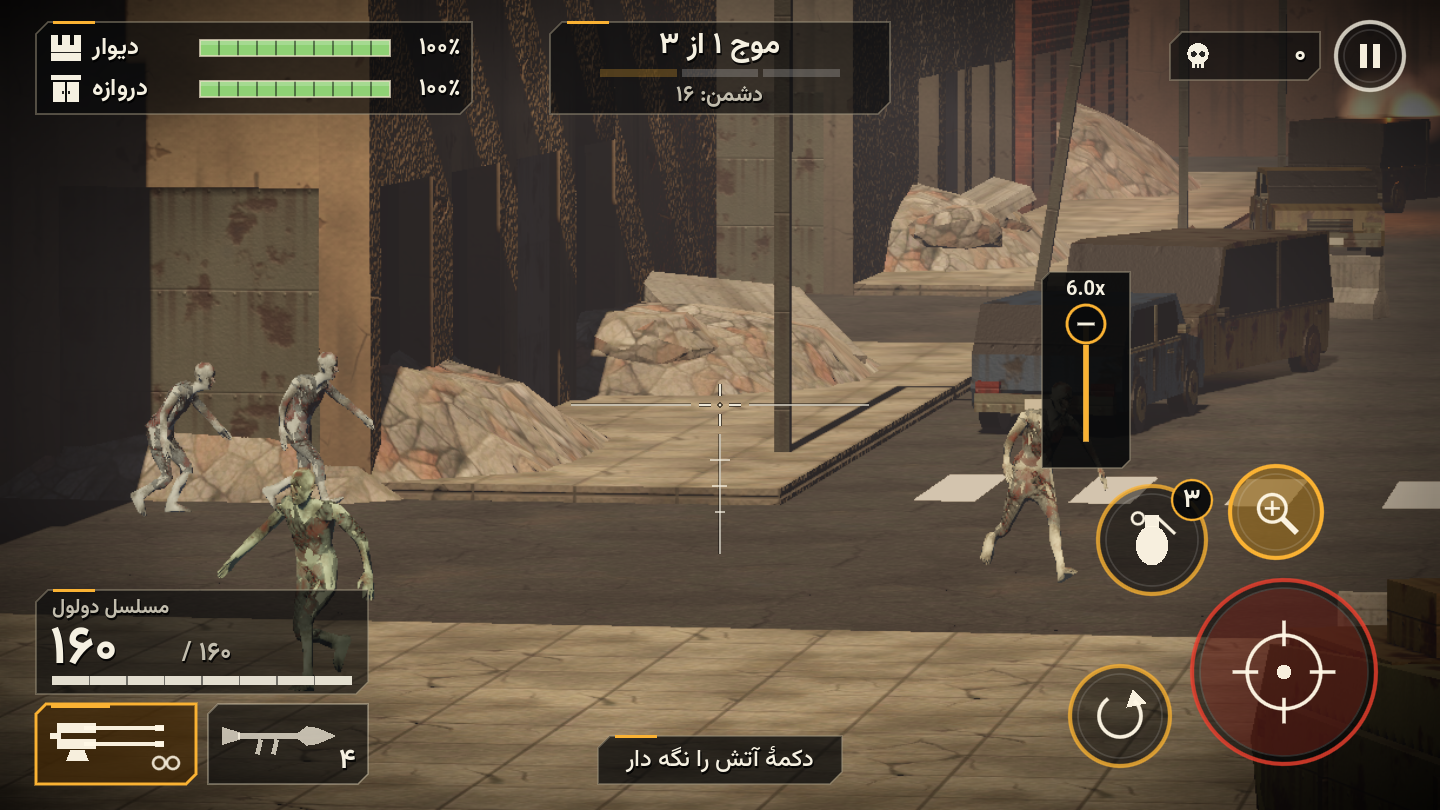 دیوار ۱۰۰٪
دروازه ۱۰۰٪
موج ۱ از ۳
دشمن: ۱۶
۰
6.0x
۳
مسلسل دولول
۱۶۰ / ۱۶۰
∞
۴
دکمهٔ آتش را نگه دار